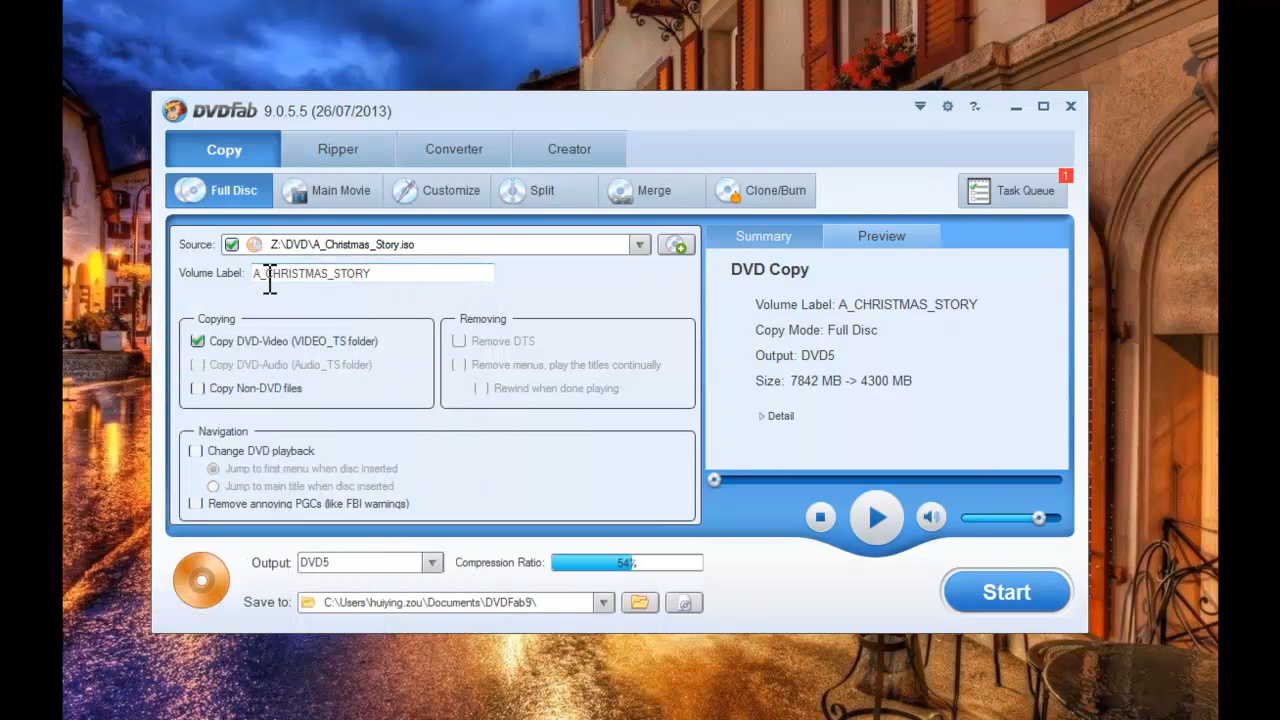 DVDFab 9.0.5.5 (26/07/2013)
Copy Ripper Converter Creator
Full Disc Main Movie Customize Split Merge Clone/Burn Task Queue 1
Source: Z:\DVD\A_Christmas_Story.iso
Volume Label: A_CHRISTMAS_STORY
Copying
Copy DVD-Video (VIDEO_TS folder)
Copy DVD-Audio (Audio_TS folder)
Copy Non-DVD files
Removing
Remove DTS
Remove menus, play the titles continually
Rewind when done playing
Navigation
Change DVD playback
Jump to first menu when disc inserted
Jump to main title when disc inserted
Remove annoying PGCs (like FBI warnings)
Summary Preview
DVD Copy
Volume Label: A_CHRISTMAS_STORY
Copy Mode: Full Disc
Output: DVD5
Size: 7842 MB -> 4300 MB
Detail
Output: DVD5 Compression Ratio: 54%
Save to: C:\Users\huiying.zou\Documents\DVDFab9\
Start